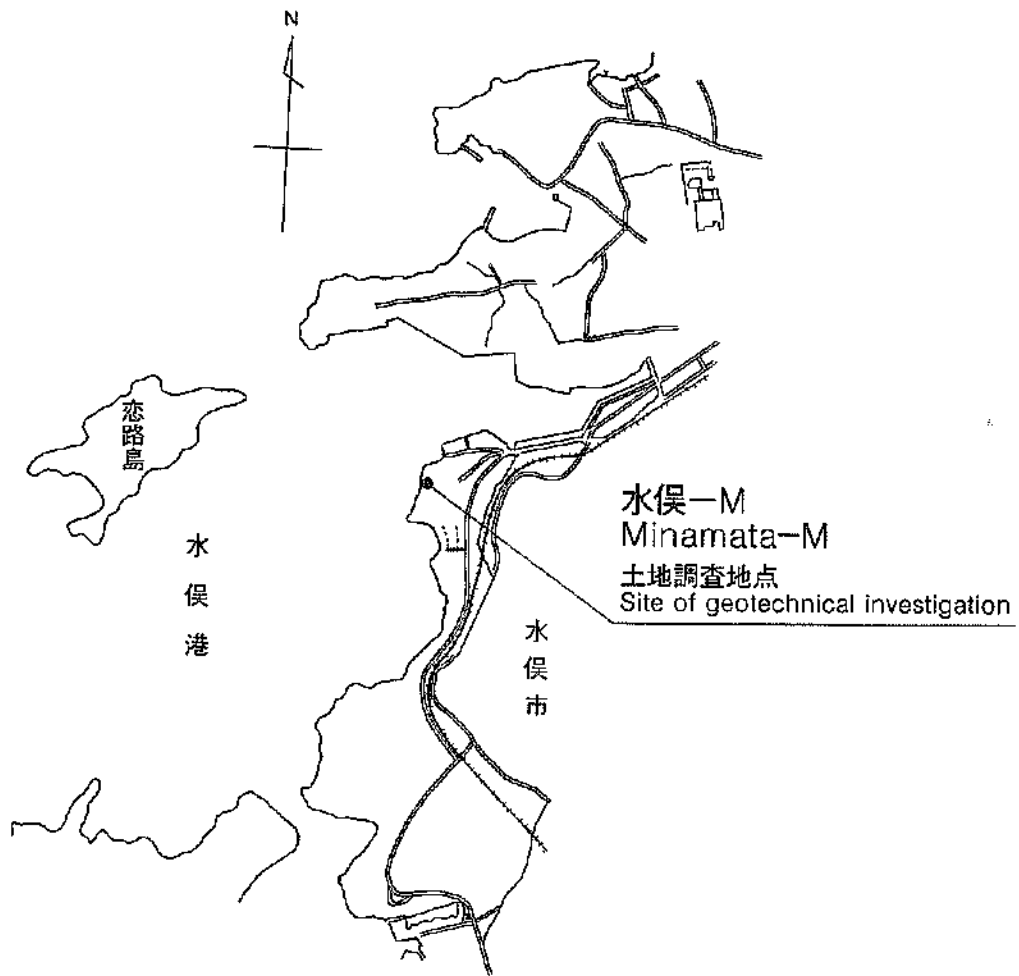 N
恋路島
水俣港
水俣市
水俣－M
Minamata－M
土地調査地点
Site of geotechnical investigation